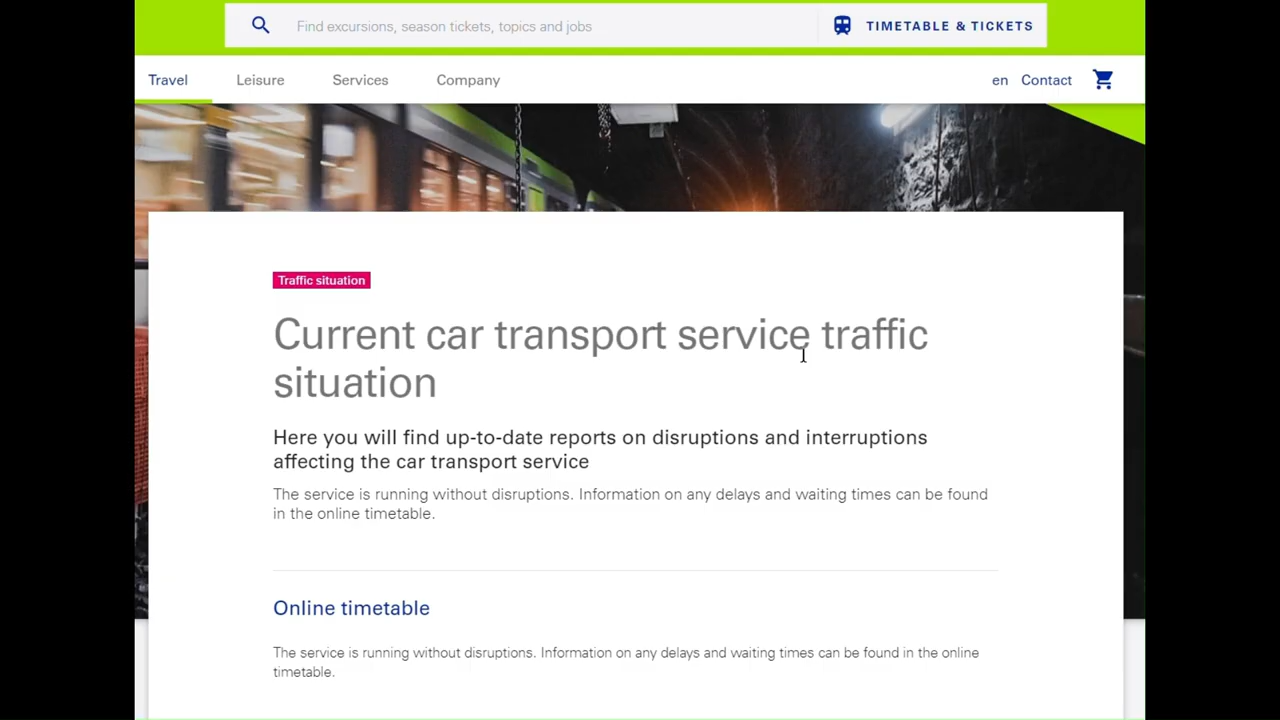 Find excursions, season tickets, topics and jobs
TIMETABLE & TICKETS
Travel Leisure Services Company en Contact
Traffic situation
Current car transport service traffic
situation
Here you will find up-to-date reports on disruptions and interruptions
affecting the car transport service
The service is running without disruptions. Information on any delays and waiting times can be found
in the online timetable.
Online timetable
The service is running without disruptions. Information on any delays and waiting times can be found in the online
timetable.